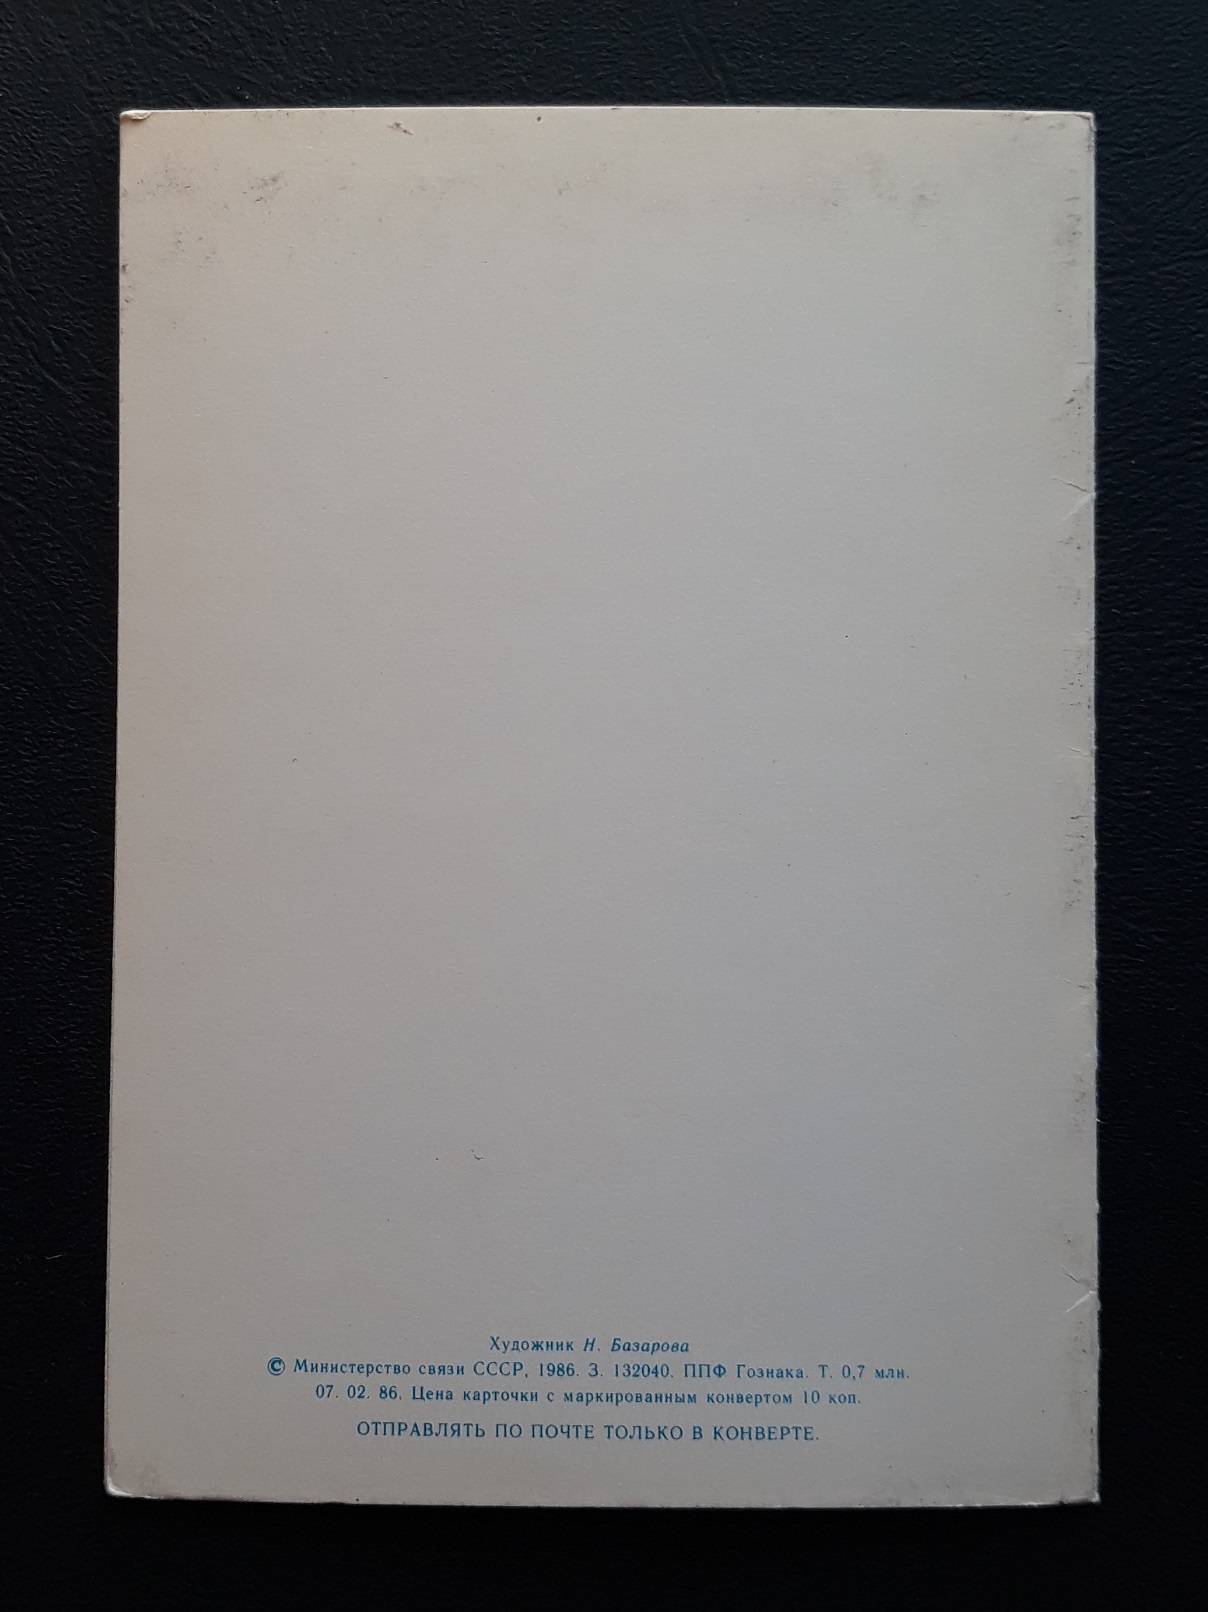 Художник Н. Базарова
© Министерство связи СССР, 1986. З. 132040. ППФ Гознака. Т. 0,7 млн.
07. 02. 86. Цена карточки с маркированным конвертом 10 коп.
ОТПРАВЛЯТЬ ПО ПОЧТЕ ТОЛЬКО В КОНВЕРТЕ.